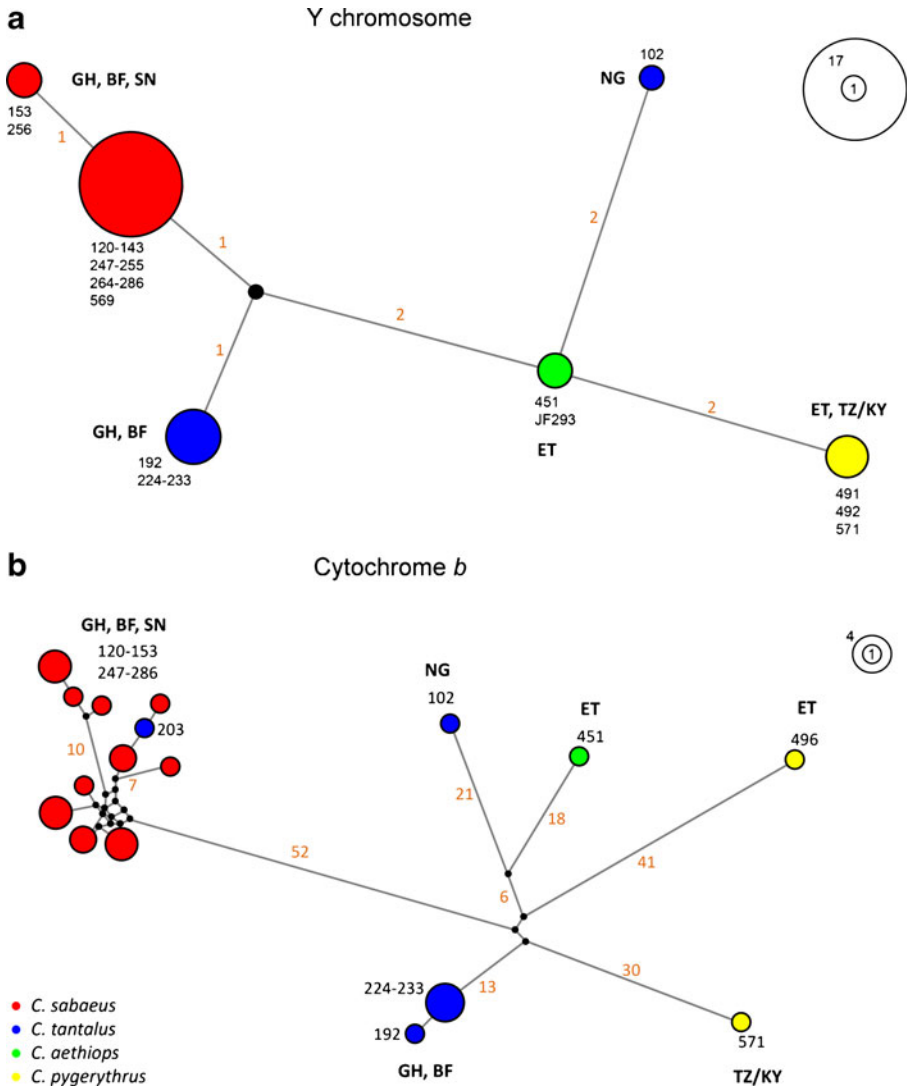 a
Y chromosome
GH, BF, SN
153
256
1
120-143
247-255
264-286
569
1
1
GH, BF
192
224-233
2
NG
102
2
451
JF293
ET
2
ET, TZ/KY
491
492
571
17
1
b
Cytochrome b
GH, BF, SN
120-153
247-286
203
10
7
52
NG
102
21
ET
451
18
6
ET
496
41
4
1
224-233
13
192
GH, BF
30
571
TZ/KY
C. sabaeus
C. tantalus
C. aethiops
C. pygerythrus